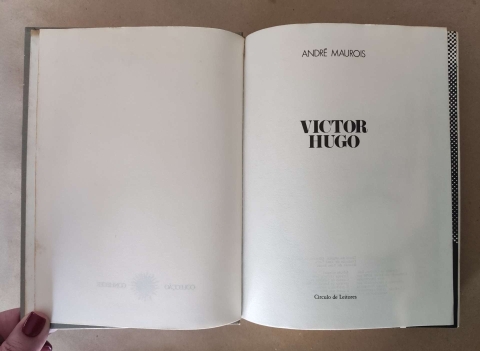 ANDRÉ MAUROIS
VICTOR
HUGO
Círculo de Leitores